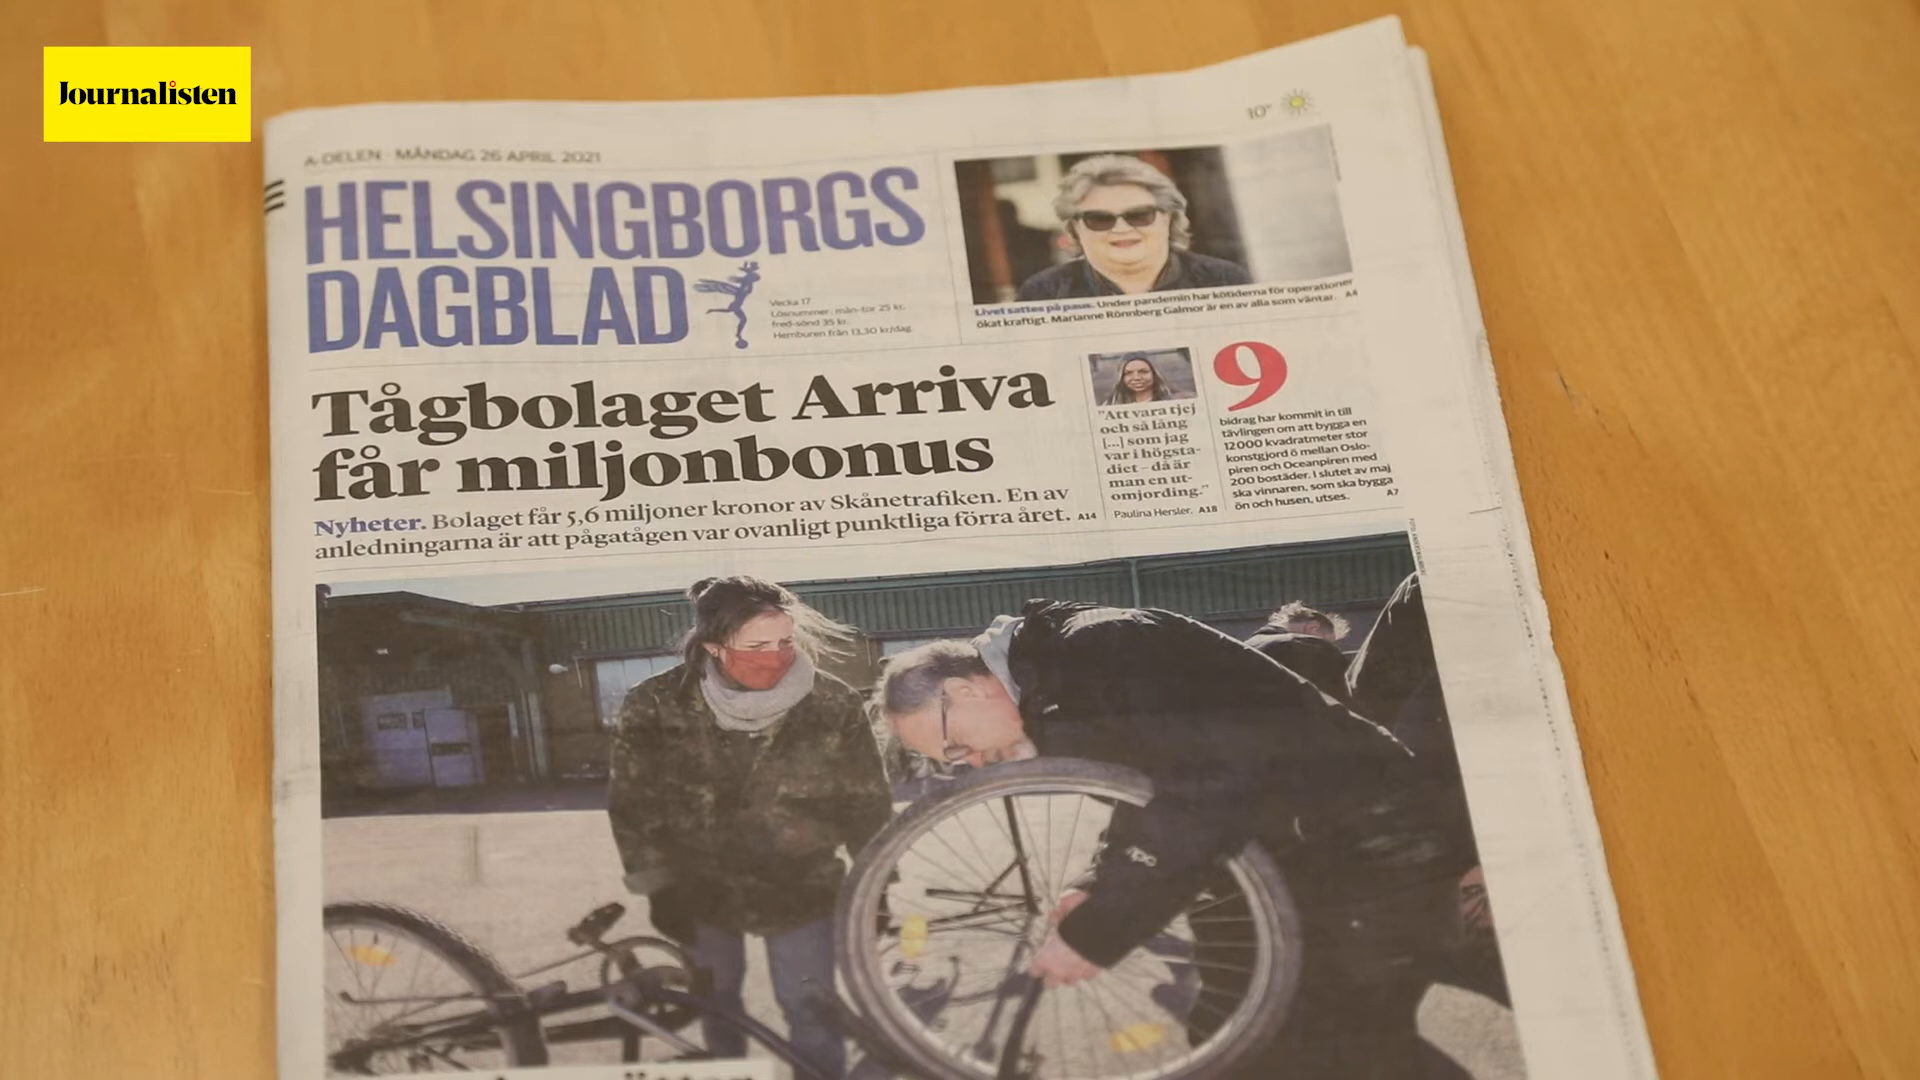 Journalisten
A-DELEN · MÅNDAG 26 APRIL 2021
10°
HELSINGBORGS
DAGBLAD
Vecka 17
Lösnummer: mån-tor 25 kr,
fred-sönd 35 kr.
Hemburen från 13,30 kr/dag.
Livet sattes på paus. Under pandemin har kötiderna för operationer
ökat kraftigt. Marianne Rönnberg Galmor är en av alla som väntar. A4
Tågbolaget Arriva
får miljonbonus
Nyheter. Bolaget får 5,6 miljoner kronor av Skånetrafiken. En av
anledningarna är att pågatågen var ovanligt punktliga förra året. A14
"Att vara tjej
och så lång
[...] som jag
var i högsta-
diet – då är
man en ut-
omjording."
Paulina Hersler. A18
9
bidrag har kommit in till
tävlingen om att bygga en
12 000 kvadratmeter stor
konstgjord ö mellan Oslo-
piren och Oceanpiren med
200 bostäder. I slutet av maj
ska vinnaren, som ska bygga
ön och husen, utses. A7
npc